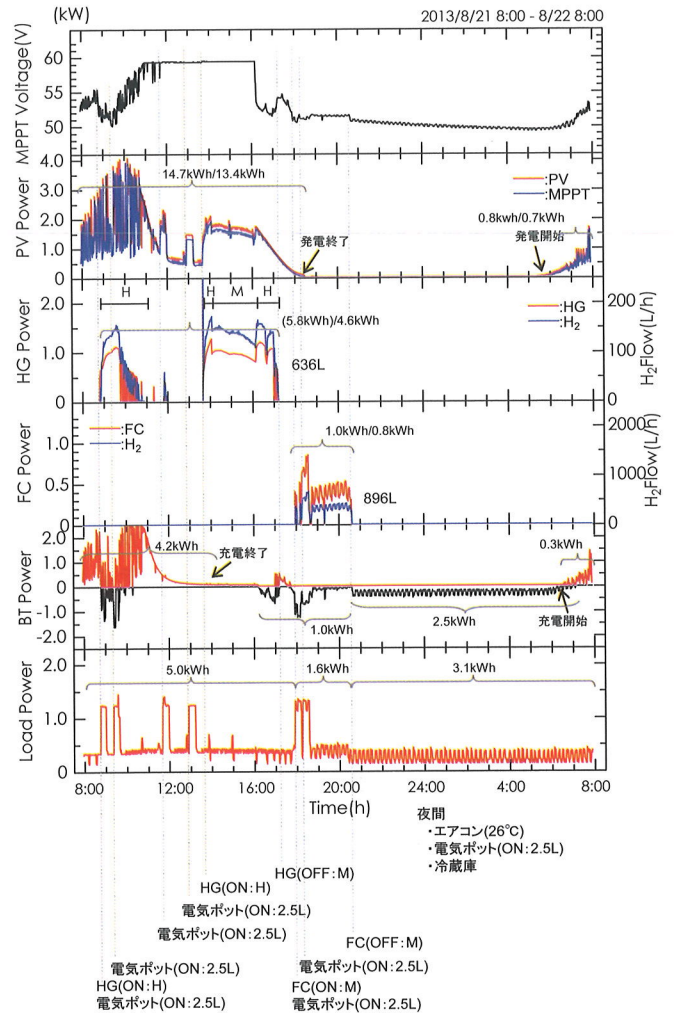 (kW)
2013/8/21 8:00 - 8/22 8:00
MPPT Voltage(V)
60
55
50
PV Power
4.0
3.0
2.0
1.0
0
14.7kWh/13.4kWh
:PV
:MPPT
0.8kwh/0.7kWh
発電終了
発電開始
HG Power
2.0
1.0
0
H
H
M
H
(5.8kWh)/4.6kWh
636L
:HG
:H2
200
100
0
H2Flow(L/h)
FC Power
1.0
0.5
0
:FC
:H2
1.0kWh/0.8kWh
896L
2000
1000
0
H2Flow(L/h)
BT Power
2.0
1.0
0
-1.0
-2.0
4.2kWh
充電終了
1.0kWh
2.5kWh
0.3kWh
充電開始
Load Power
2.0
1.0
0
5.0kWh
1.6kWh
3.1kWh
8:00
12:00
16:00
20:00
24:00
4:00
8:00
Time(h)
夜間
・エアコン(26℃)
・電気ポット(ON:2.5L)
・冷蔵庫
HG(OFF:M)
HG(ON:H)
電気ポット(ON:2.5L)
電気ポット(ON:2.5L)
FC(OFF:M)
電気ポット(ON:2.5L)
電気ポット(ON:2.5L)
HG(ON:H)
FC(ON:M)
電気ポット(ON:2.5L)
電気ポット(ON:2.5L)